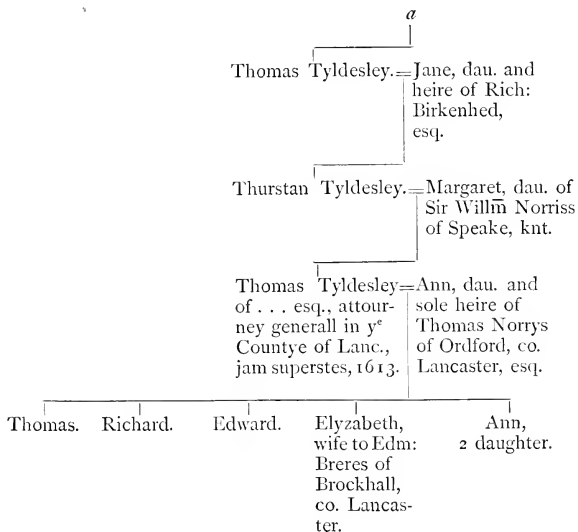 a
Thomas Tyldesley.=Jane, dau. and
heire of Rich:
Birkenhed,
esq.
Thurstan Tyldesley.=Margaret, dau. of
Sir Willm̄ Norriss
of Speake, knt.
Thomas Tyldesley=
of . . . esq., attour-
ney generall in yᵉ
Countye of Lanc.,
jam superstes, 1613.
Ann, dau. and
sole heire of
Thomas Norrys
of Ordford, co.
Lancaster, esq.
Thomas.
Richard.
Edward.
Elyzabeth,
wife to Edm:
Breres of
Brockhall,
co. Lancas-
ter.
Ann,
2 daughter.